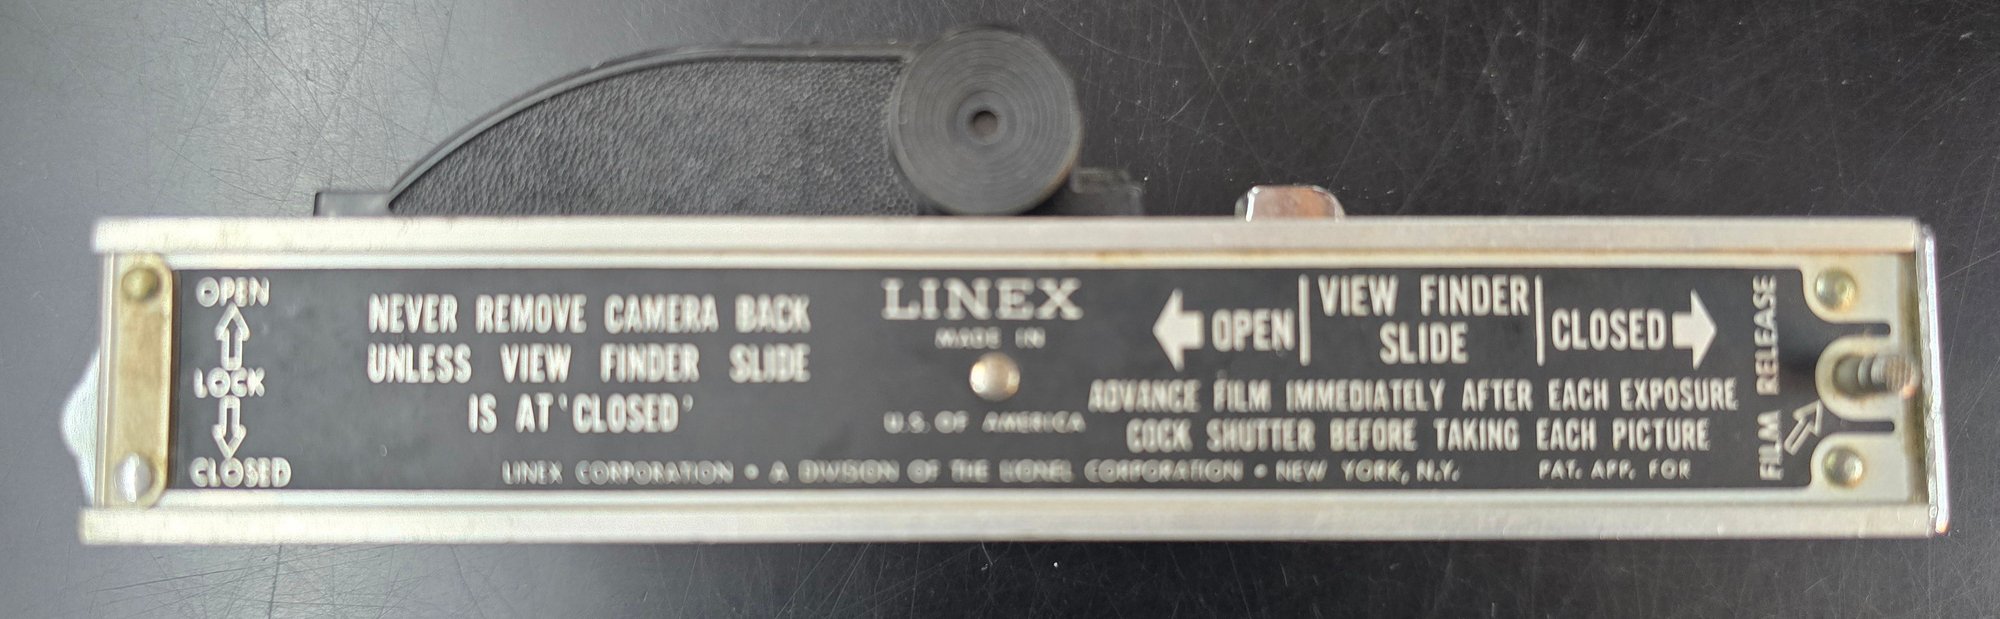 OPEN
LOCK
CLOSED
NEVER REMOVE CAMERA BACK
UNLESS VIEW FINDER SLIDE
IS AT 'CLOSED'
LINEX
MADE IN
U.S. OF AMERICA
OPEN
VIEW FINDER
SLIDE
CLOSED
ADVANCE FILM IMMEDIATELY AFTER EACH EXPOSURE
COCK SHUTTER BEFORE TAKING EACH PICTURE
LINEX CORPORATION • A DIVISION OF THE LIONEL CORPORATION • NEW YORK, N.Y. PAT. APP. FOR
FILM RELEASE